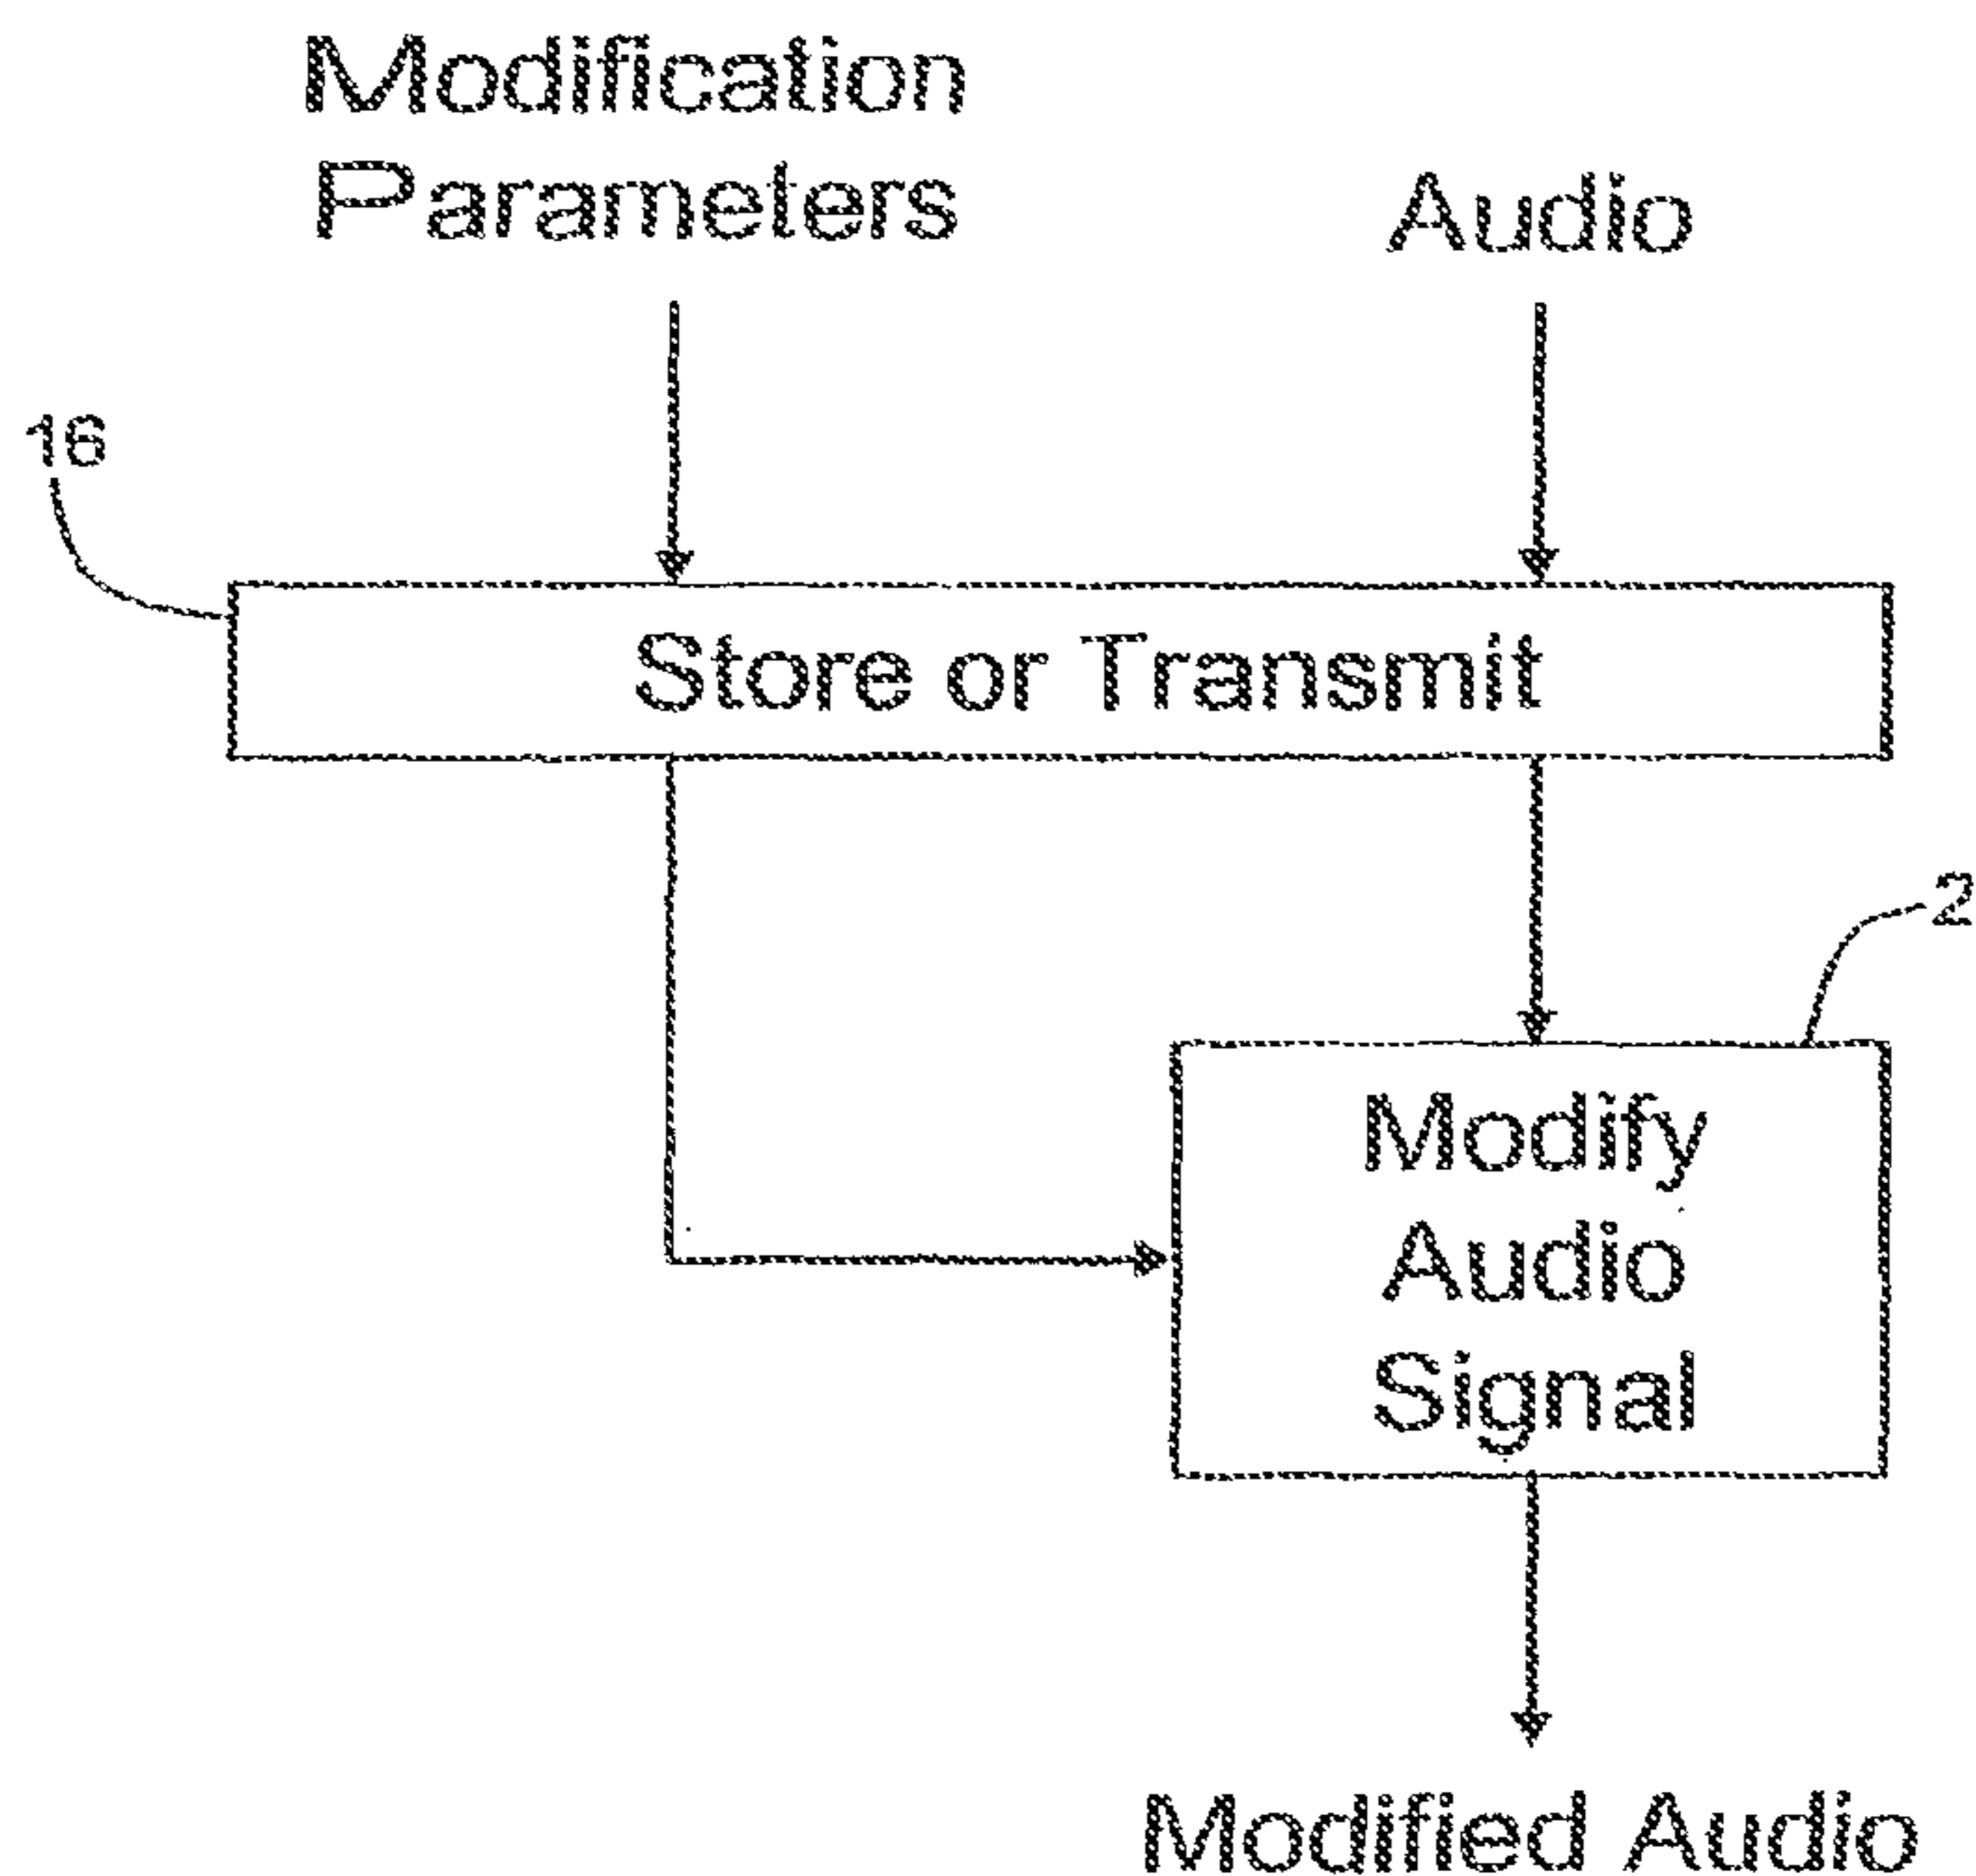 Modification
Parameters
Audio
16
Store or Transmit
2
Modify
Audio
Signal
Modified Audio